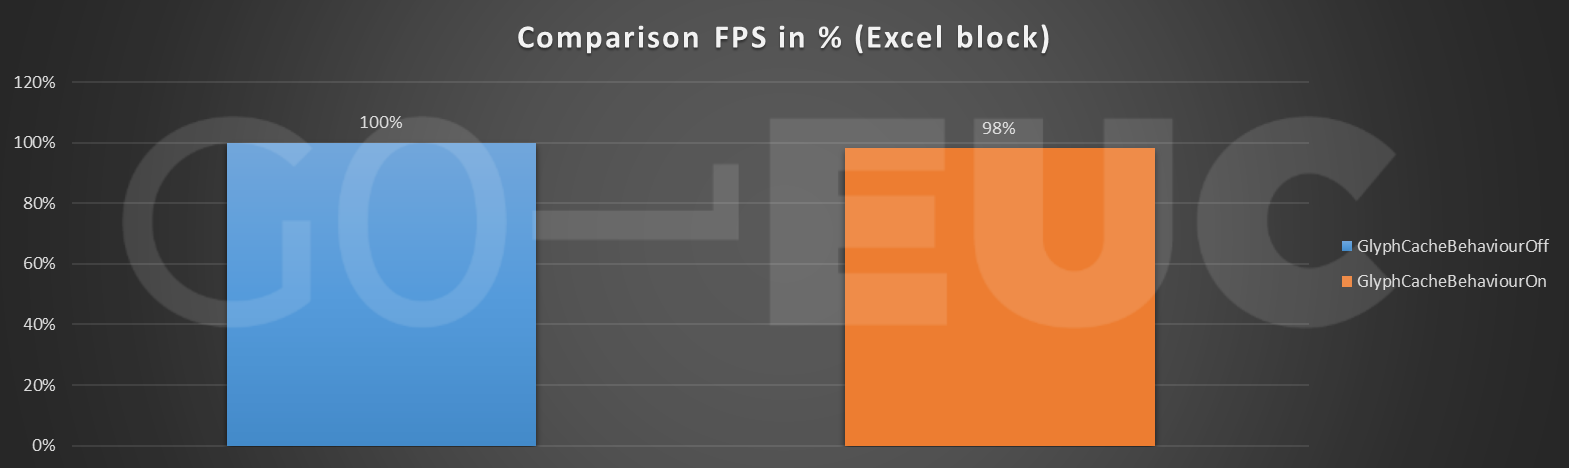 Comparison FPS in % (Excel block)
120%
100%
80%
60%
40%
20%
0%
100%
98%
GO-EUC
GlyphCacheBehaviourOff
GlyphCacheBehaviourOn